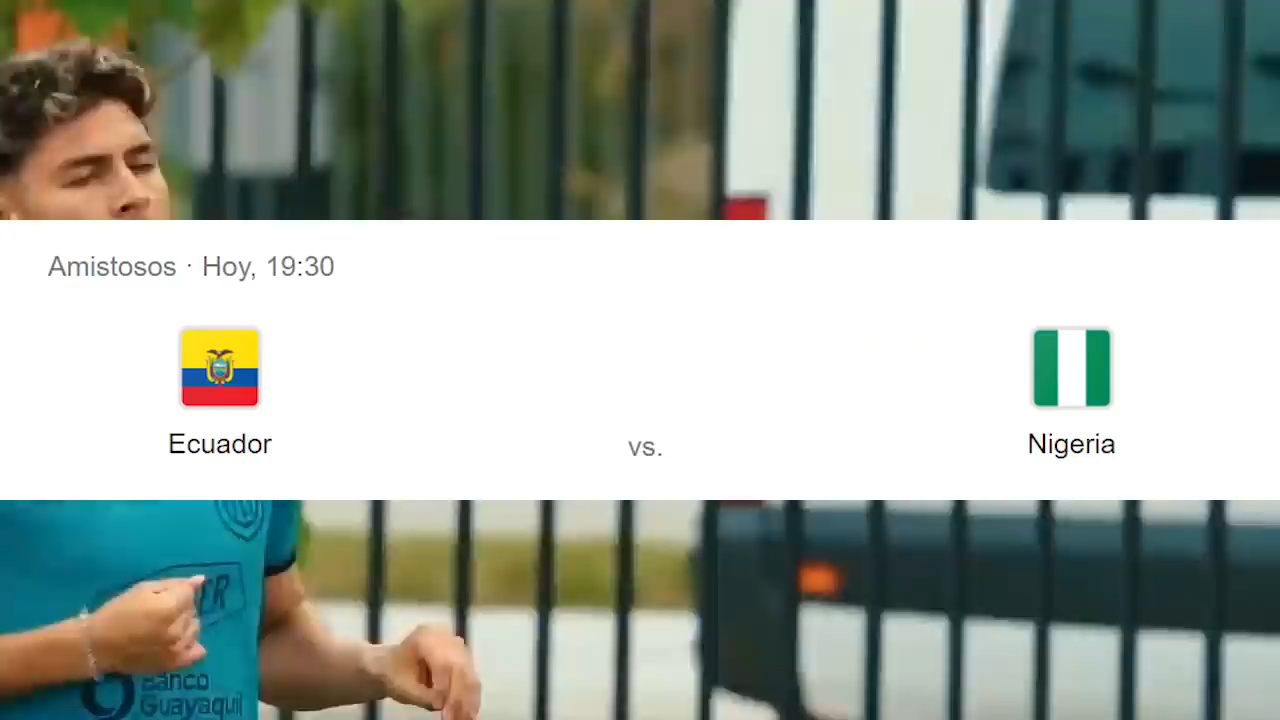 Amistosos · Hoy, 19:30
Ecuador
vs.
Nigeria
Banco
Guayaquil